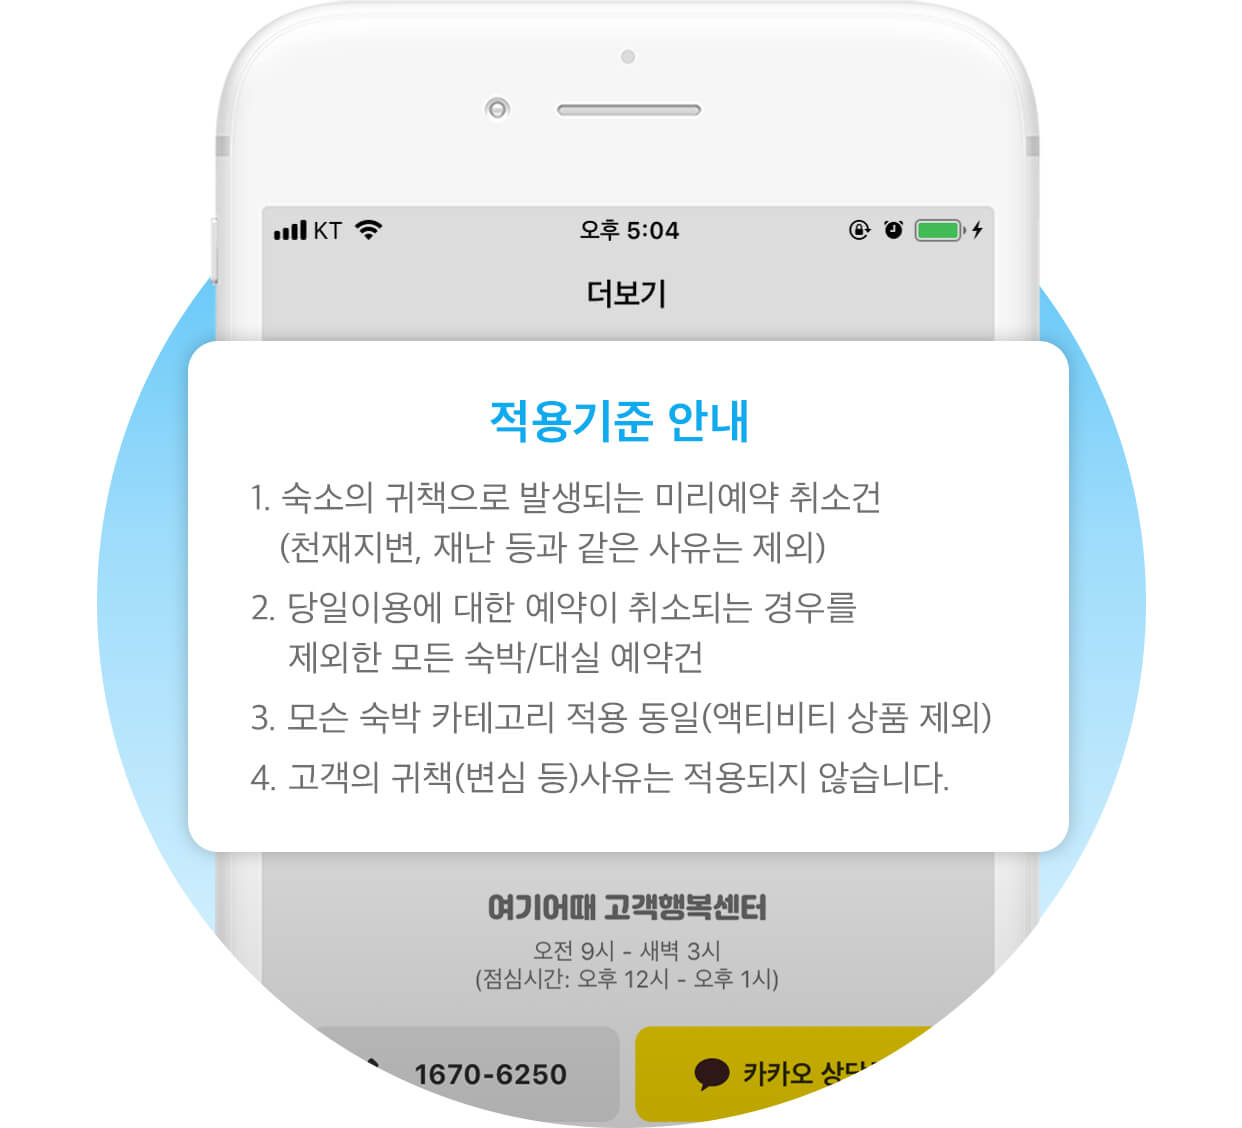 KT 오후 5:04
더보기
적용기준 안내
1. 숙소의 귀책으로 발생되는 미리예약 취소건
(천재지변, 재난 등과 같은 사유는 제외)
2. 당일이용에 대한 예약이 취소되는 경우를
제외한 모든 숙박/대실 예약건
3. 모슨 숙박 카테고리 적용 동일(액티비티 상품 제외)
4. 고객의 귀책(변심 등)사유는 적용되지 않습니다.
여기어때 고객행복센터
오전 9시 - 새벽 3시
(점심시간: 오후 12시 - 오후 1시)
1670-6250
카카오